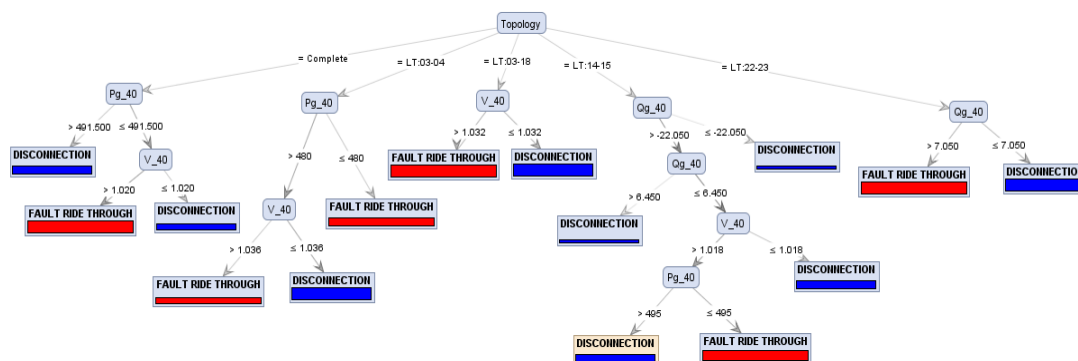 Topology
= Complete
= LT:03-04
= LT:03-18
= LT:14-15
= LT:22-23
Pg_40
Pg_40
V_40
Qg_40
Qg_40
> 491.500
≤ 491.500
> 480
≤ 480
> 1.032
≤ 1.032
> -22.050
≤ -22.050
> 7.050
≤ 7.050
DISCONNECTION
V_40
FAULT RIDE THROUGH
DISCONNECTION
Qg_40
DISCONNECTION
FAULT RIDE THROUGH
DISCONNECTION
> 1.020
≤ 1.020
> 6.450
≤ 6.450
FAULT RIDE THROUGH
DISCONNECTION
V_40
FAULT RIDE THROUGH
DISCONNECTION
V_40
> 1.036
≤ 1.036
> 1.018
≤ 1.018
FAULT RIDE THROUGH
DISCONNECTION
Pg_40
DISCONNECTION
> 495
≤ 495
DISCONNECTION
FAULT RIDE THROUGH